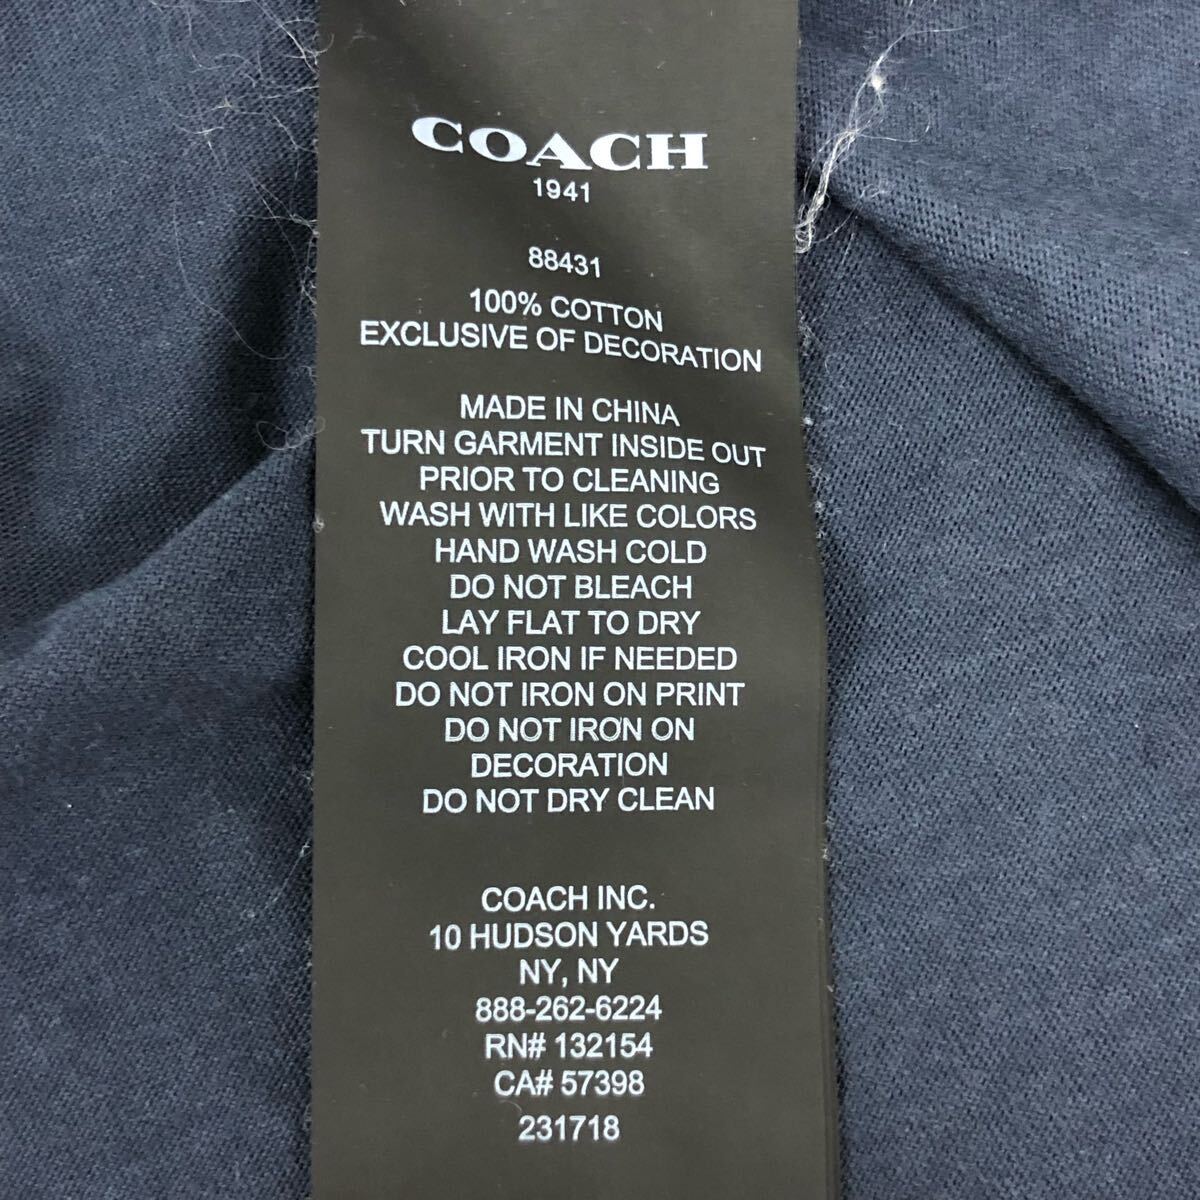 COACH
1941
88431
100% COTTON
EXCLUSIVE OF DECORATION
MADE IN CHINA
TURN GARMENT INSIDE OUT
PRIOR TO CLEANING
WASH WITH LIKE COLORS
HAND WASH COLD
DO NOT BLEACH
LAY FLAT TO DRY
COOL IRON IF NEEDED
DO NOT IRON ON PRINT
DO NOT IRON ON
DECORATION
DO NOT DRY CLEAN
COACH INC.
10 HUDSON YARDS
NY, NY
888-262-6224
RN# 132154
CA# 57398
231718